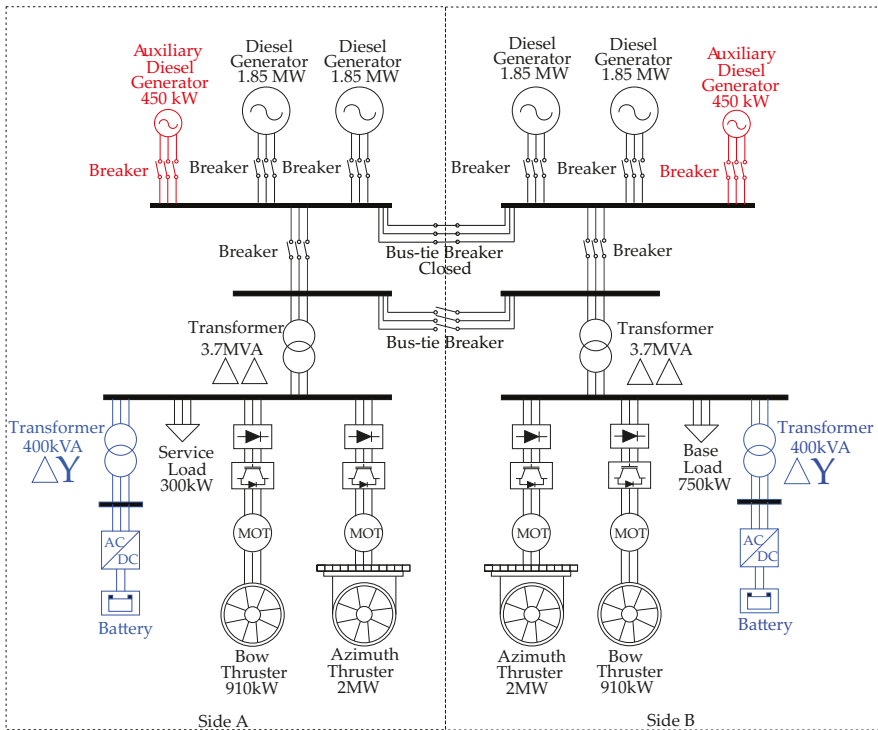 Auxiliary
Diesel
Generator
450 kW
Diesel
Generator
1.85 MW
Diesel
Generator
1.85 MW
Diesel
Generator
1.85 MW
Diesel
Generator
1.85 MW
Auxiliary
Diesel
Generator
450 kW
Breaker
Breaker
Breaker
Breaker
Breaker
Breaker
Breaker
Bus-tie Breaker
Closed
Breaker
Transformer
3.7MVA
Bus-tie Breaker
Transformer
3.7MVA
Transformer
400kVA
Y
Service
Load
300kW
Base
Load
750kW
Transformer
400kVA
Y
AC
DC
MOT
MOT
MOT
MOT
AC
DC
Battery
Bow
Thruster
910kW
Azimuth
Thruster
2MW
Azimuth
Thruster
2MW
Bow
Thruster
910kW
Battery
Side A
Side B